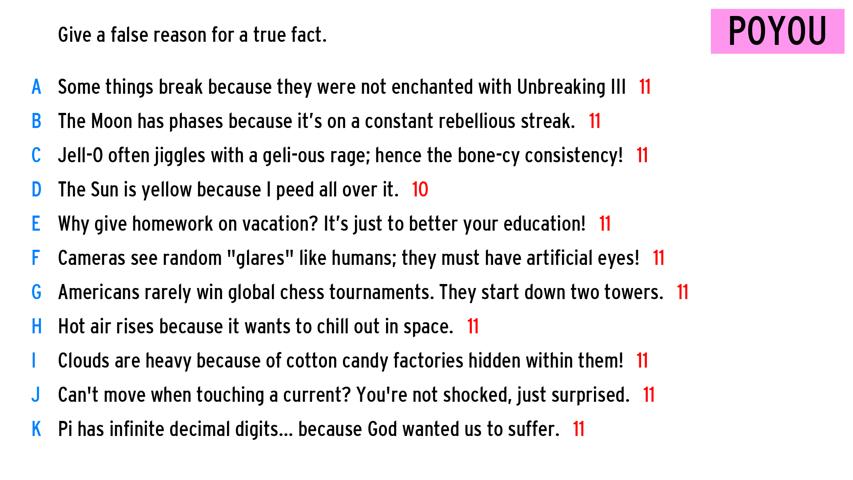 Give a false reason for a true fact.
POYOU
A Some things break because they were not enchanted with Unbreaking III 11
B The Moon has phases because it's on a constant rebellious streak. 11
C Jell-O often jiggles with a geli-ous rage; hence the bone-cy consistency! 11
D The Sun is yellow because I peed all over it. 10
E Why give homework on vacation? It's just to better your education! 11
F Cameras see random "glares" like humans; they must have artificial eyes! 11
G Americans rarely win global chess tournaments. They start down two towers. 11
H Hot air rises because it wants to chill out in space. 11
I Clouds are heavy because of cotton candy factories hidden within them! 11
J Can't move when touching a current? You're not shocked, just surprised. 11
K Pi has infinite decimal digits... because God wanted us to suffer. 11